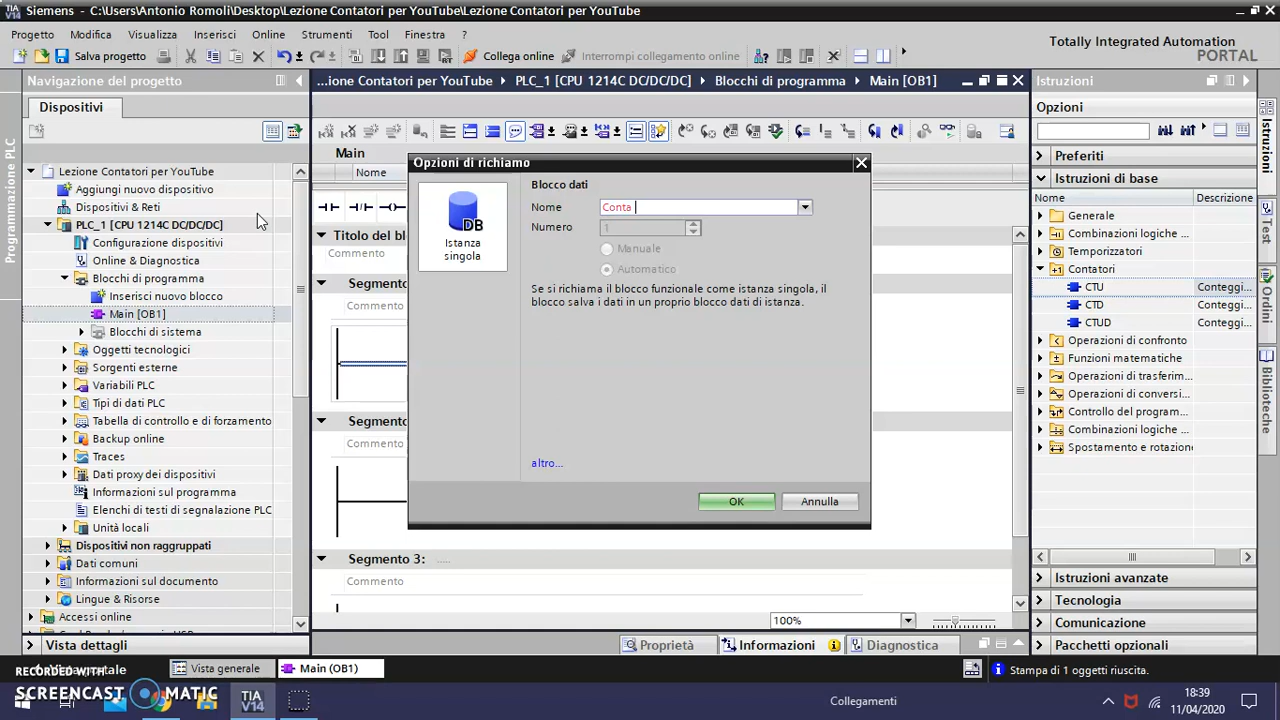 Siemens - C:\Users\Antonio Romoli\Desktop\Lezione Contatori per YouTube\Lezione Contatori per YouTube
TIA
V14
Progetto Modifica Visualizza Inserisci Online Strumenti Tool Finestra ?
Totally Integrated Automation
PORTAL
Salva progetto
Collega online
Interrompi collegamento online
Navigazione del progetto
...ione Contatori per YouTube PLC_1 [CPU 1214C DC/DC/DC] Blocchi di programma Main [OB1]
Istruzioni
Dispositivi
Opzioni
Programmazione PLC
Main
Nome
Lezione Contatori per YouTube
Aggiungi nuovo dispositivo
Dispositivi & Reti
PLC_1 [CPU 1214C DC/DC/DC]
Configurazione dispositivi
Online & Diagnostica
Blocchi di programma
Inserisci nuovo blocco
Main [OB1]
Blocchi di sistema
Oggetti tecnologici
Sorgenti esterne
Variabili PLC
Tipi di dati PLC
Tabella di controllo e di forzamento
Backup online
Traces
Dati proxy dei dispositivi
Informazioni sul programma
Elenchi di testi di segnalazione PLC
Unità locali
Dispositivi non raggruppati
Dati comuni
Informazioni sul documento
Lingue & Risorse
Accessi online
Vista dettagli
Titolo del bl
Commento
Segmento
Commento
Segmento
Commento
Segmento 3: .....
Commento
Opzioni di richiamo
DB
Istanza
singola
Blocco dati
Nome Conta
Numero 1
Manuale
Automatico
Se si richiama il blocco funzionale come istanza singola, il
blocco salva i dati in un proprio blocco dati di istanza.
altro...
OK Annulla
100%
Proprietà Informazioni Diagnostica
Preferiti
Istruzioni di base
Nome Descrizione
Generale
Combinazioni logiche ...
Temporizzatori
Contatori
CTU Conteggi...
CTD Conteggi...
CTUD Conteggi...
Operazioni di confronto
Funzioni matematiche
Operazioni di trasferim...
Operazioni di conversi...
Controllo del program...
Combinazioni logiche ...
Spostamento e rotazione
Istruzioni avanzate
Tecnologia
Comunicazione
Pacchetti opzionali
Istruzioni
Test
Ordini
Biblioteche
Vista generale
Main (OB1)
Stampa di 1 oggetti riuscita.
RECORDED WITH
SCREENCAST MATIC
TIA
V14
Collegamenti
18:39
11/04/2020